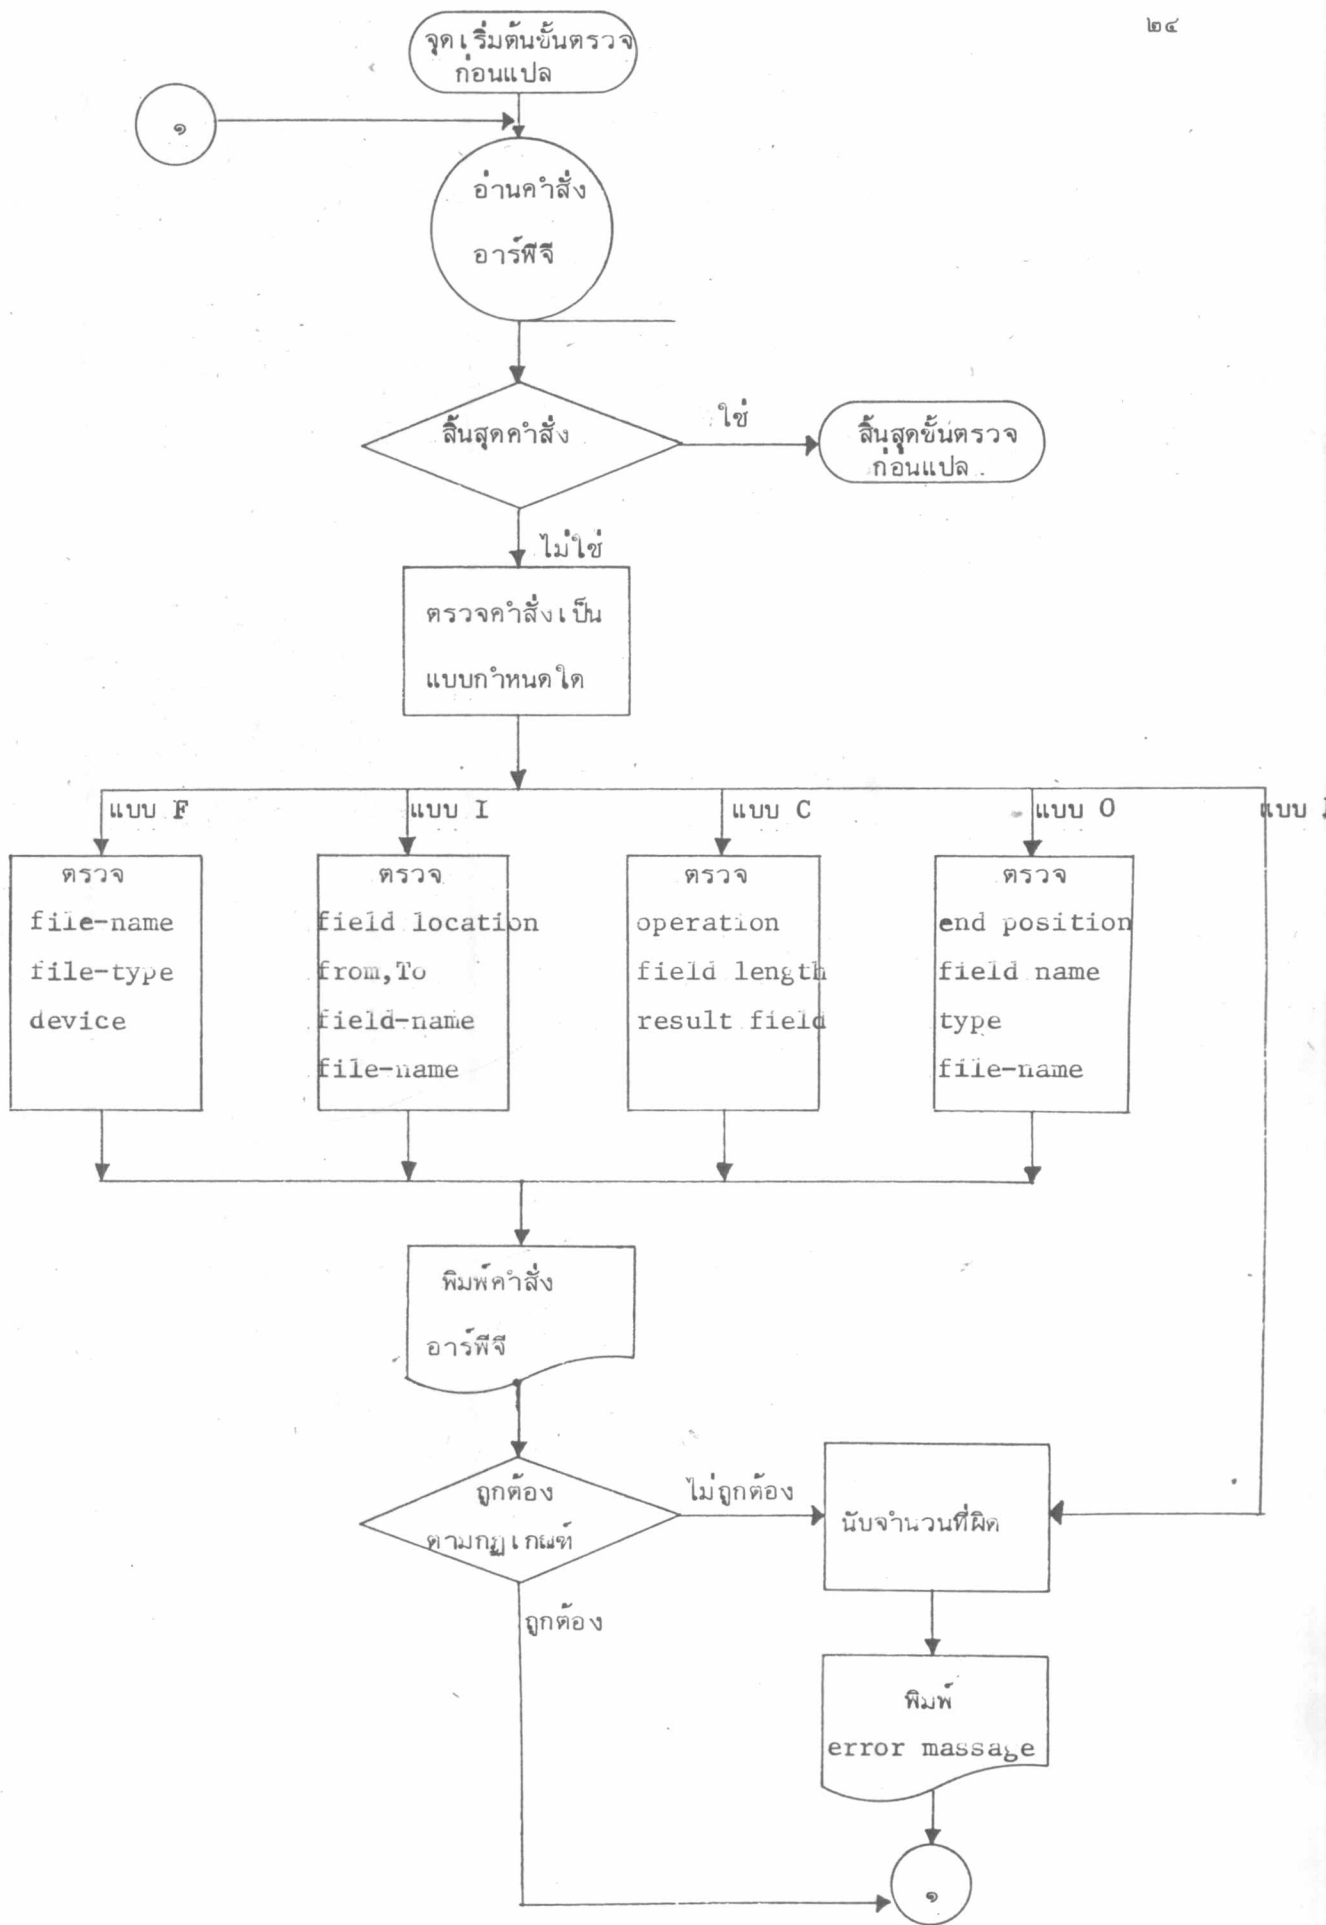 ๒๔
จุดเริ่มต้นขั้นตรวจ
ก่อนแปล
๑
อ่านคำสั่ง
อาร์พีจี
สิ้นสุดคำสั่ง
ใช่
สิ้นสุดขั้นตรวจ
ก่อนแปล
ไม่ใช่
ตรวจคำสั่งเป็น
แบบกำหนดใด
แบบ F
แบบ I
แบบ C
แบบ O
แบบ
ตรวจ
file-name
file-type
device
ตรวจ
field location
from,To
field-name
file-name
ตรวจ
operation
field length
result field
ตรวจ
end position
field name
type
file-name
พิมพ์คำสั่ง
อาร์พีจี
ถูกต้อง
ตามกฎเกณฑ์
ไม่ถูกต้อง
นับจำนวนที่ผิด
ถูกต้อง
พิมพ์
error massage
๑